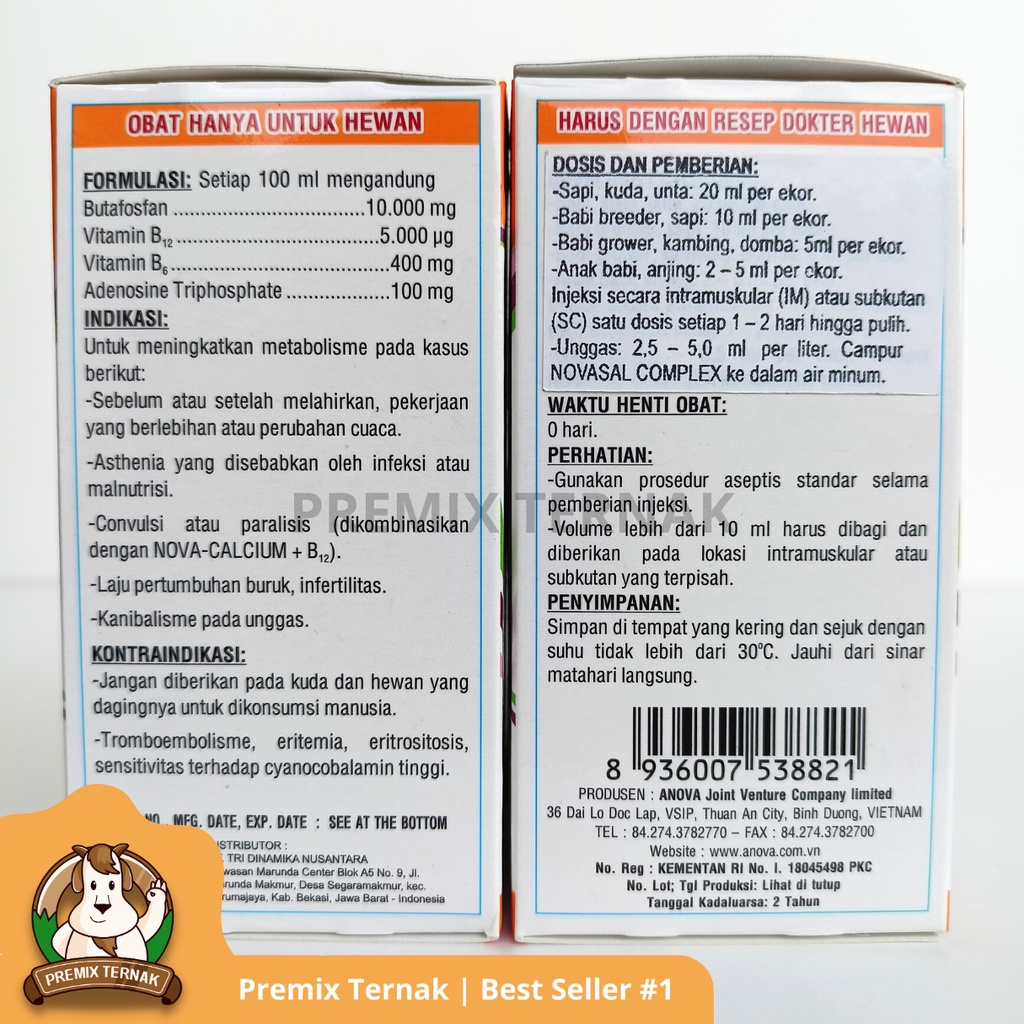 OBAT HANYA UNTUK HEWAN
FORMULASI: Setiap 100 ml mengandung
Butafosfan ....................................10.000 mg
Vitamin B12 ......................................5.000 µg
Vitamin B6.........................................400 mg
Adenosine Triphosphate ...................100 mg
INDIKASI:
Untuk meningkatkan metabolisme pada kasus
berikut:
-Sebelum atau setelah melahirkan, pekerjaan
yang berlebihan atau perubahan cuaca.
-Asthenia yang disebabkan oleh infeksi atau
malnutrisi.
-Convulsi atau paralisis (dikombinasikan
dengan NOVA-CALCIUM + B12).
-Laju pertumbuhan buruk, infertilitas.
-Kanibalisme pada unggas.
KONTRAINDIKASI:
-Jangan diberikan pada kuda dan hewan yang
dagingnya untuk dikonsumsi manusia.
-Tromboembolisme, eritemia, eritrositosis,
sensitivitas terhadap cyanocobalamin tinggi.
NO., MFG. DATE, EXP. DATE : SEE AT THE BOTTOM
ISTRIBUTOR :
TRI DINAMIKA NUSANTARA
wasan Marunda Center Blok A5 No. 9, Jl.
arunda Makmur, Desa Segaramakmur, kec.
rumajaya, Kab. Bekasi, Jawa Barat - Indonesia
HARUS DENGAN RESEP DOKTER HEWAN
DOSIS DAN PEMBERIAN:
-Sapi, kuda, unta: 20 ml per ekor.
-Babi breeder, sapi: 10 ml per ekor.
-Babi grower, kambing, domba: 5ml per ekor.
-Anak babi, anjing: 2 – 5 ml per ekor.
Injeksi secara intramuskular (IM) atau subkutan
(SC) satu dosis setiap 1 – 2 hari hingga pulih.
-Unggas: 2,5 – 5,0 ml per liter. Campur
NOVASAL COMPLEX ke dalam air minum.
WAKTU HENTI OBAT:
0 hari.
PERHATIAN:
-Gunakan prosedur aseptis standar selama
pemberian injeksi.
-Volume lebih dari 10 ml harus dibagi dan
diberikan pada lokasi intramuskular atau
subkutan yang terpisah.
PENYIMPANAN:
Simpan di tempat yang kering dan sejuk dengan
suhu tidak lebih dari 30°C. Jauhi dari sinar
matahari langsung.
8 936007 538821
PRODUSEN : ANOVA Joint Venture Company limited
36 Dai Lo Doc Lap, VSIP, Thuan An City, Binh Duong, VIETNAM
TEL : 84.274.3782770 – FAX : 84.274.3782700
Website : www.anova.com.vn
No. Reg : KEMENTAN RI No. I. 18045498 PKC
No. Lot; Tgl Produksi: Lihat di tutup
Tanggal Kadaluarsa: 2 Tahun
PREMIX TERNAK
PREMIX TERNAK
Premix Ternak | Best Seller #1